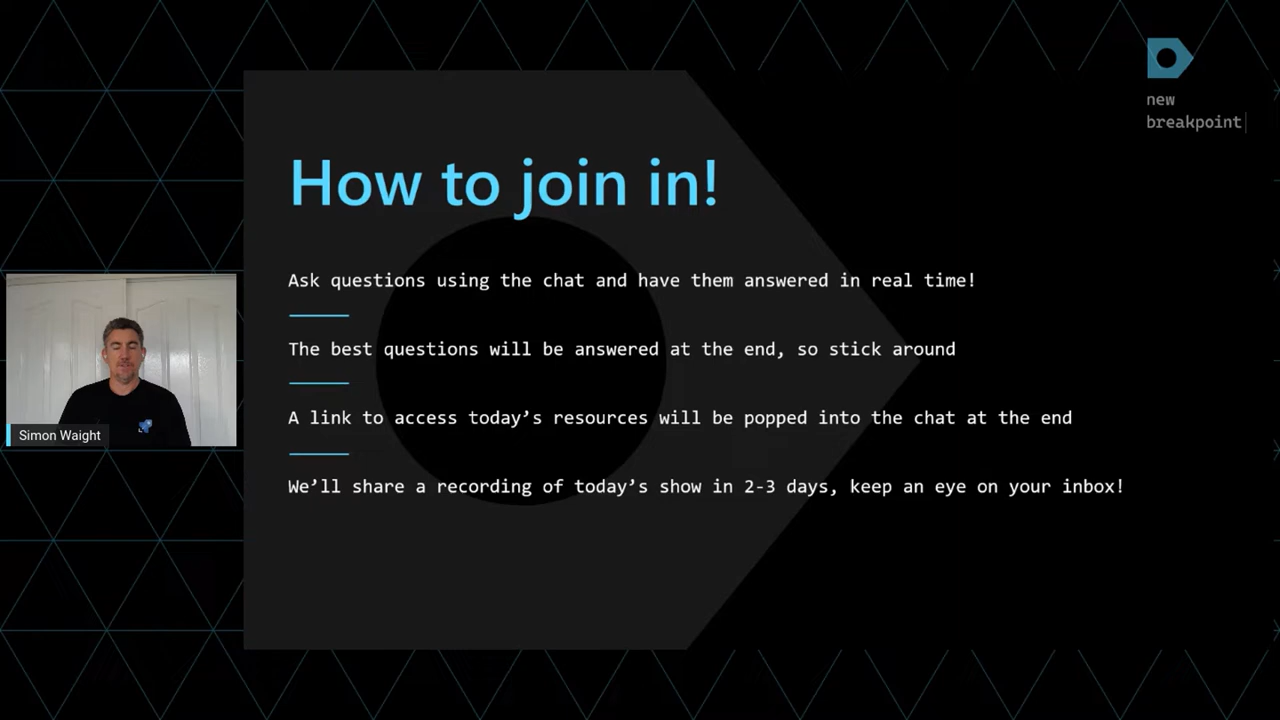 new
breakpoint
How to join in!
Ask questions using the chat and have them answered in real time!
The best questions will be answered at the end, so stick around
A link to access today’s resources will be popped into the chat at the end
We’ll share a recording of today’s show in 2-3 days, keep an eye on your inbox!
Simon Waight